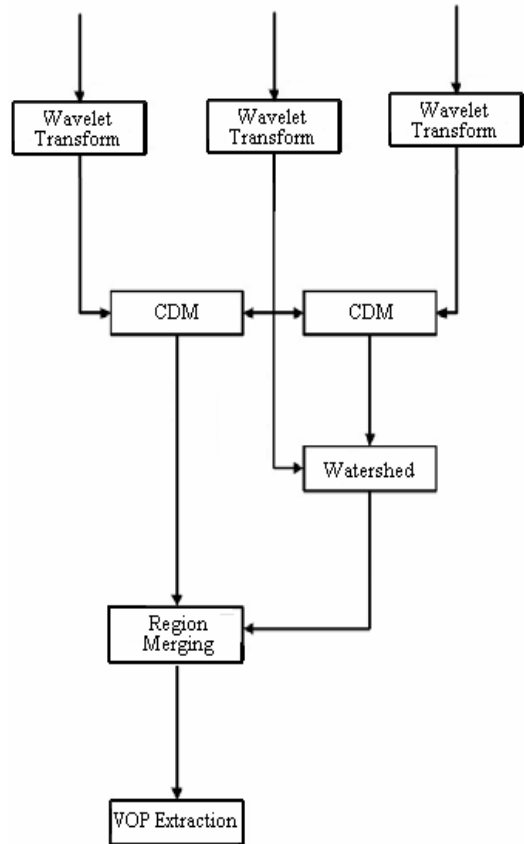 Wavelet
Transform
Wavelet
Transform
Wavelet
Transform
CDM
CDM
Watershed
Region
Merging
VOP Extraction